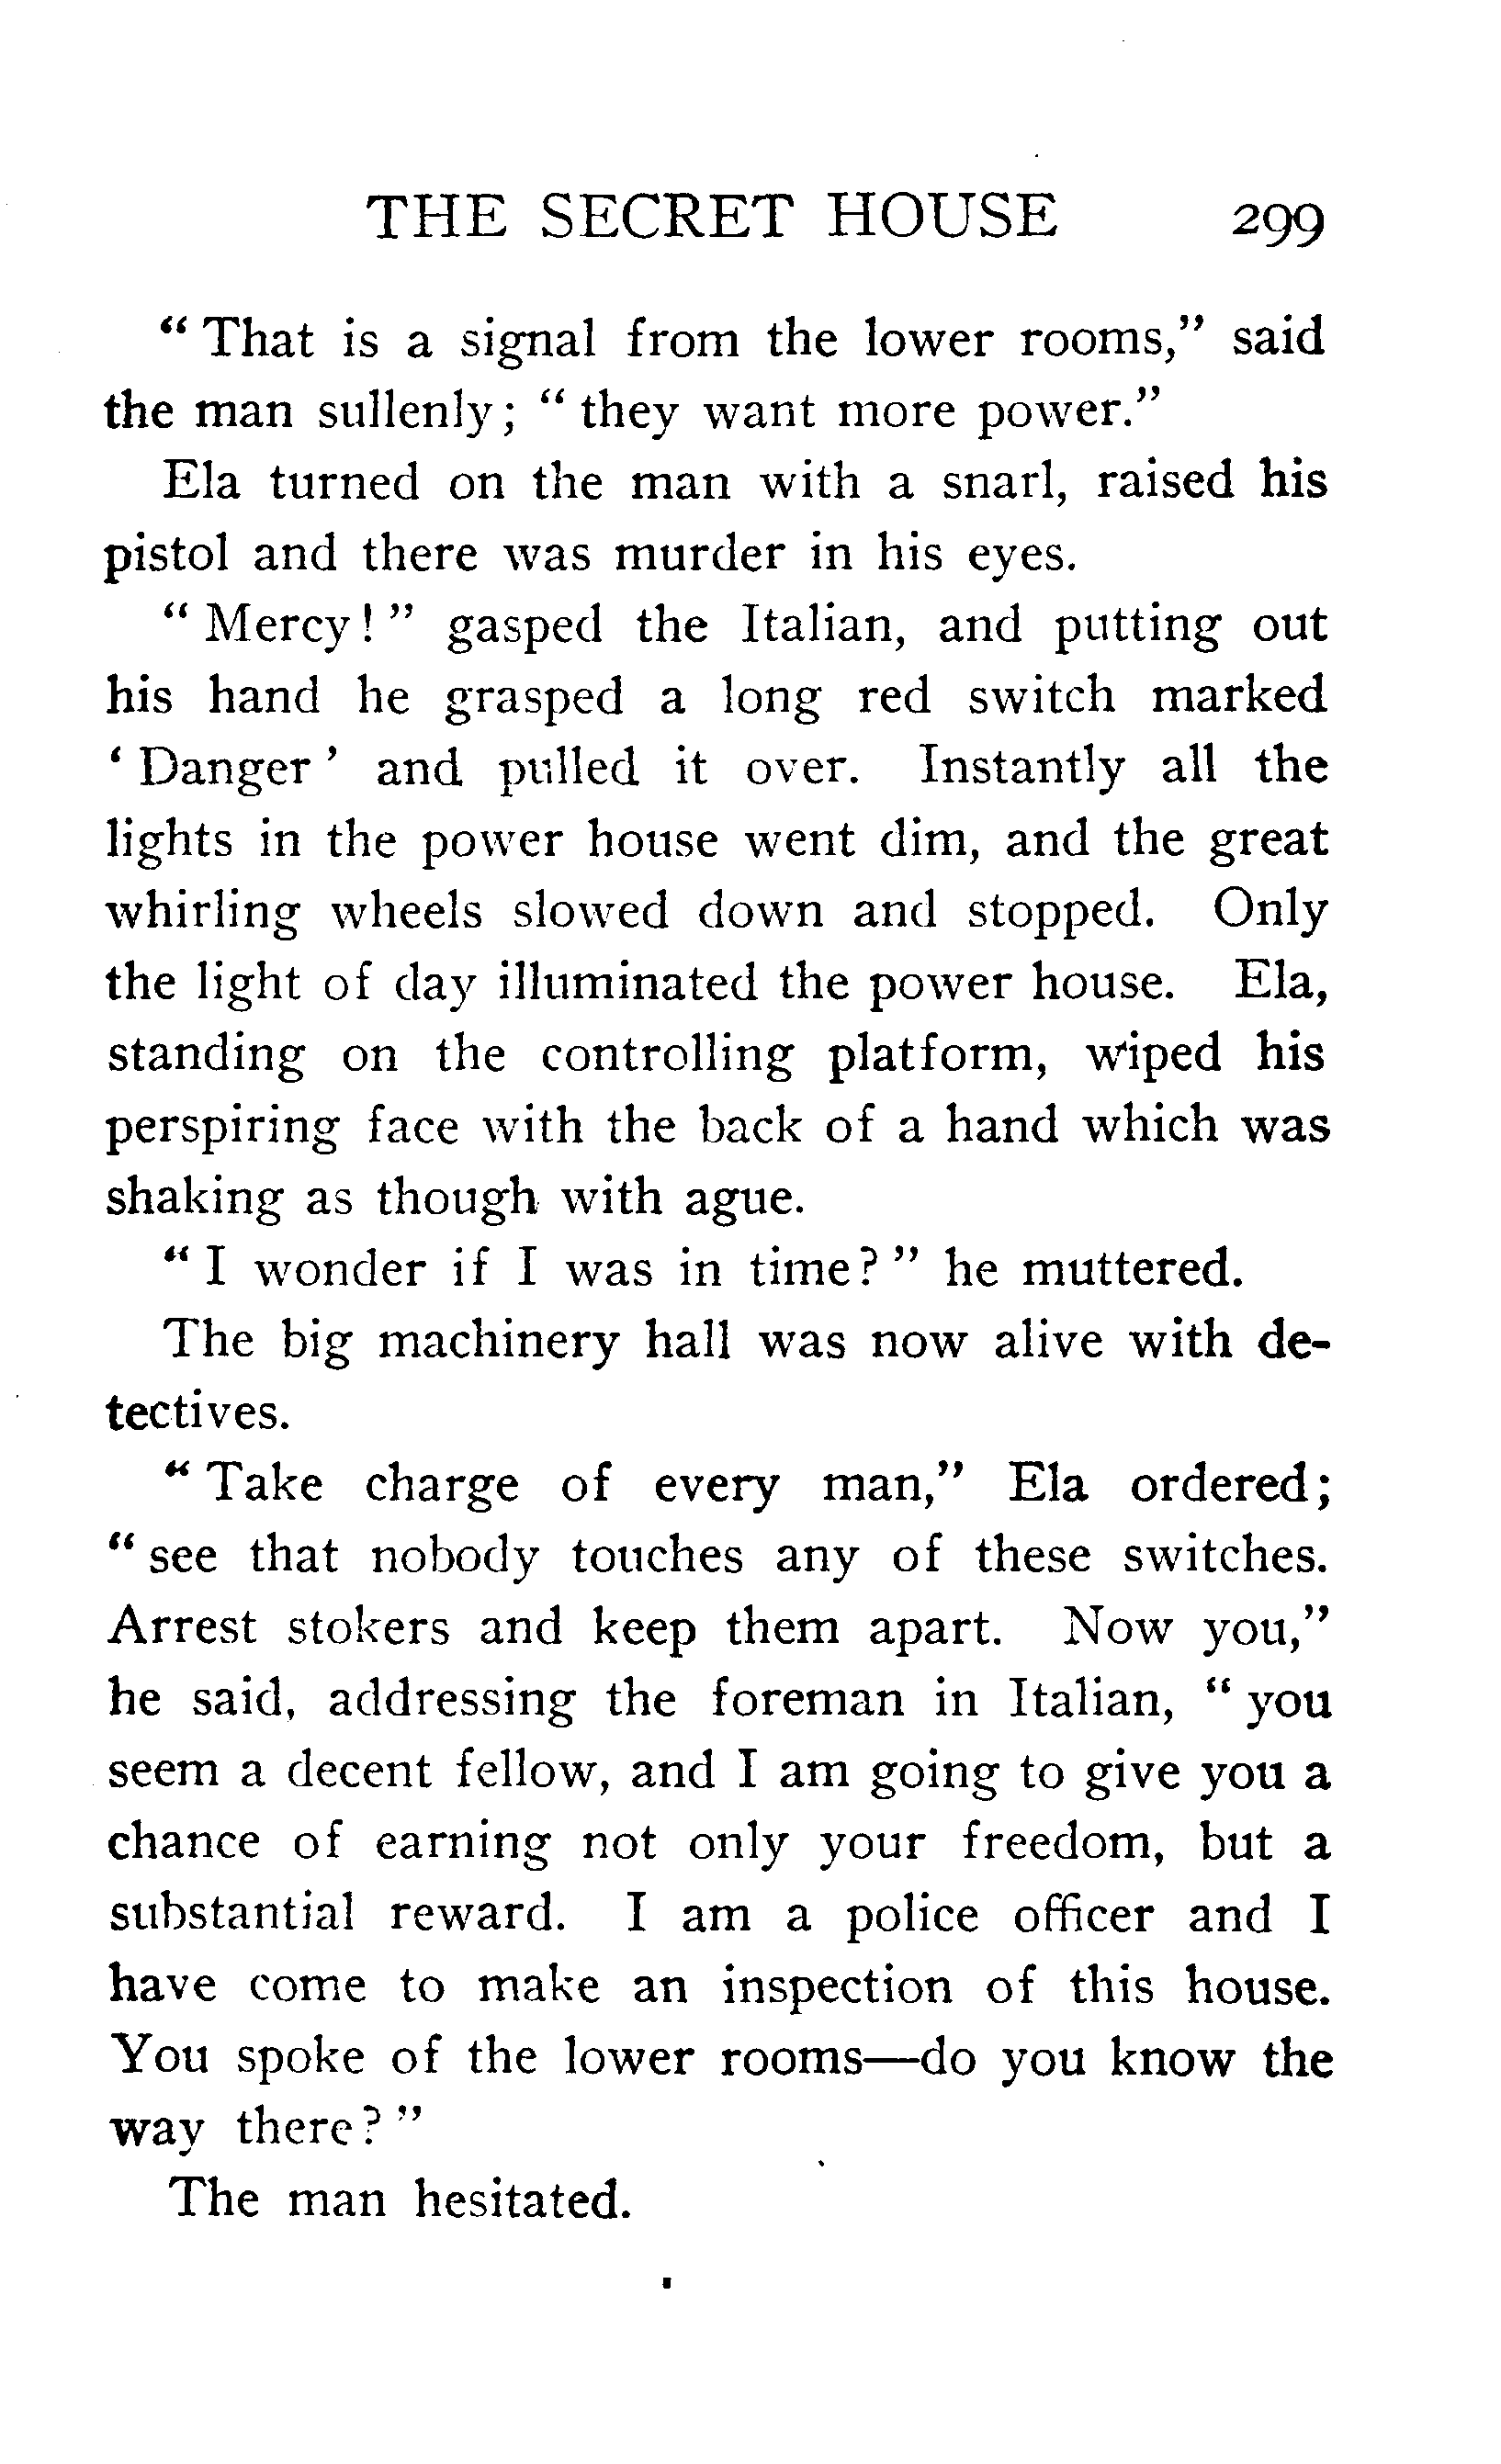 THE SECRET HOUSE 299
" That is a signal from the lower rooms," said
the man sullenly; " they want more power."
Ela turned on the man with a snarl, raised his
pistol and there was murder in his eyes.
" Mercy! " gasped the Italian, and putting out
his hand he grasped a long red switch marked
' Danger ' and pulled it over. Instantly all the
lights in the power house went dim, and the great
whirling wheels slowed down and stopped. Only
the light of day illuminated the power house. Ela,
standing on the controlling platform, wiped his
perspiring face with the back of a hand which was
shaking as though with ague.
" I wonder if I was in time? " he muttered.
The big machinery hall was now alive with de-
tectives.
" Take charge of every man," Ela ordered;
" see that nobody touches any of these switches.
Arrest stokers and keep them apart. Now you,"
he said, addressing the foreman in Italian, " you
seem a decent fellow, and I am going to give you a
chance of earning not only your freedom, but a
substantial reward. I am a police officer and I
have come to make an inspection of this house.
You spoke of the lower rooms—do you know the
way there? "
The man hesitated.